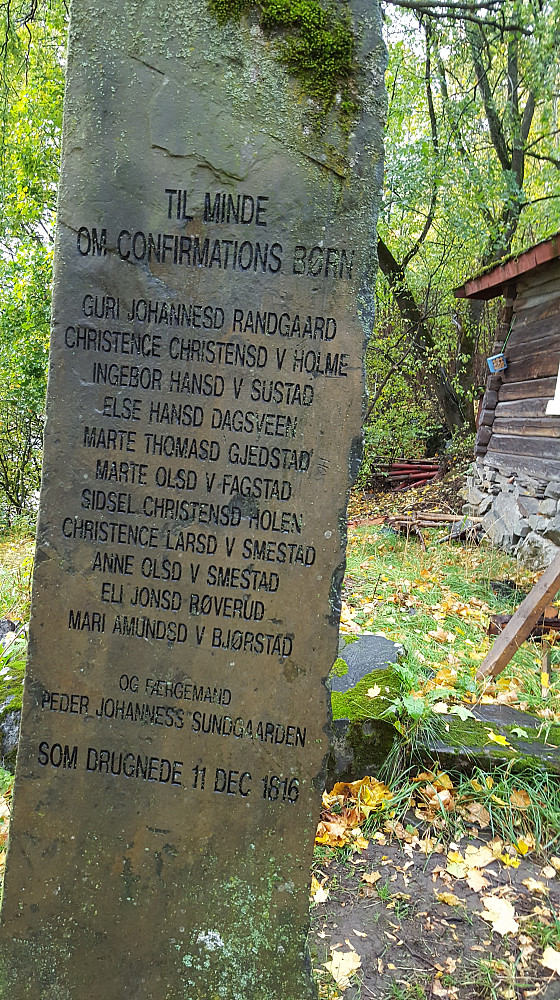 TIL MINDE
OM CONFIRMATIONS BØRN
GURI JOHANNESD RANDGAARD
CHRISTENCE CHRISTENSD V HOLME
INGEBOR HANSD V SUSTAD
ELSE HANSD DAGSVEEN
MARTE THOMASD GJEDSTAD
MARTE OLSD V FAGSTAD
SIDSEL CHRISTENSD HOLEN
CHRISTENCE LARSD V SMESTAD
ANNE OLSD V SMESTAD
ELI JONSD RØVERUD
MARI AMUNDSD V BJØRSTAD
OG FÆRGEMAND
PEDER JOHANNESS SUNDGAARDEN
SOM DRUGNEDE 11 DEC 1816